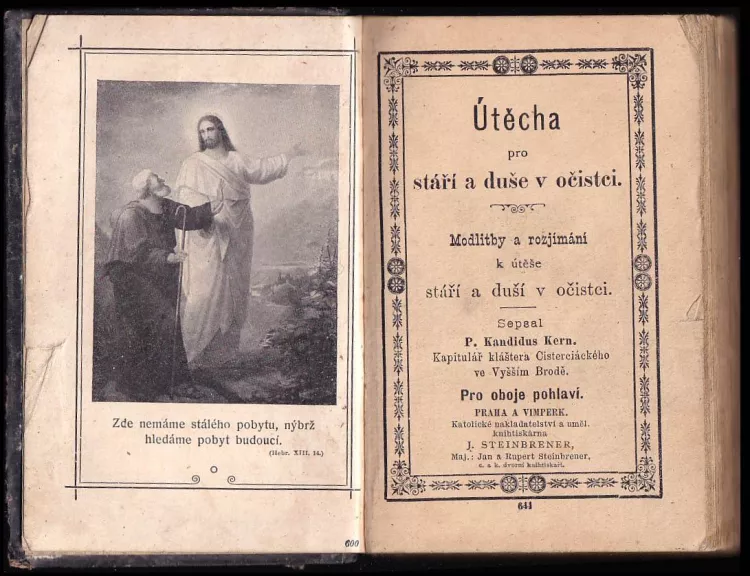 Zde nemáme stálého pobytu, nýbrž
hledáme pobyt budoucí.
(Hebr. XIII, 14.)
600
Útěcha
pro
stáří a duše v očistci.
Modlitby a rozjímání
k útěše
stáří a duší v očistci.
Sepsal
P. Kandidus Kern.
Kapitulář kláštera Cisterciáckého
ve Vyšším Brodě.
Pro oboje pohlaví.
PRAHA A VIMPERK.
Katolické nakladatelství a uměl.
knihtiskárna
J. STEINBRENER,
Maj.: Jan a Rupert Steinbrener,
c. a k. dvorní knihtiskaři.
641